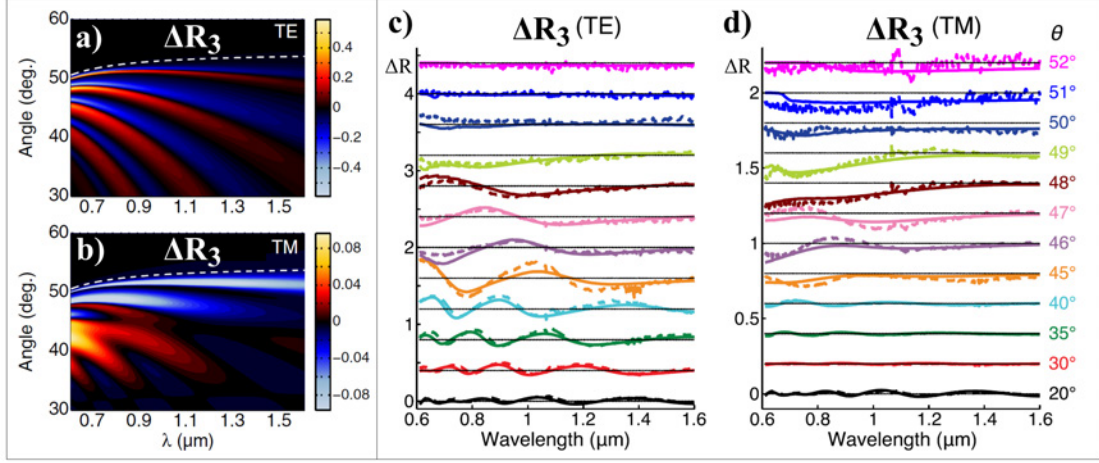 a) ΔR3 TE
60
50
40
30
Angle (deg.)
0.7 0.9 1.1 1.3 1.5
0.4
0.2
0
−0.2
−0.4
b) ΔR3 TM
60
50
40
30
Angle (deg.)
0.7 0.9 1.1 1.3 1.5
λ (μm)
0.08
0.04
0
−0.04
−0.08
c) ΔR3 (TE)
ΔR
4
3
2
1
0
0.6 0.8 1 1.2 1.4 1.6
Wavelength (μm)
d) ΔR3 (TM)
ΔR
2
1.5
1
0.5
0
0.6 0.8 1 1.2 1.4 1.6
Wavelength (μm)
θ
52°
51°
50°
49°
48°
47°
46°
45°
40°
35°
30°
20°